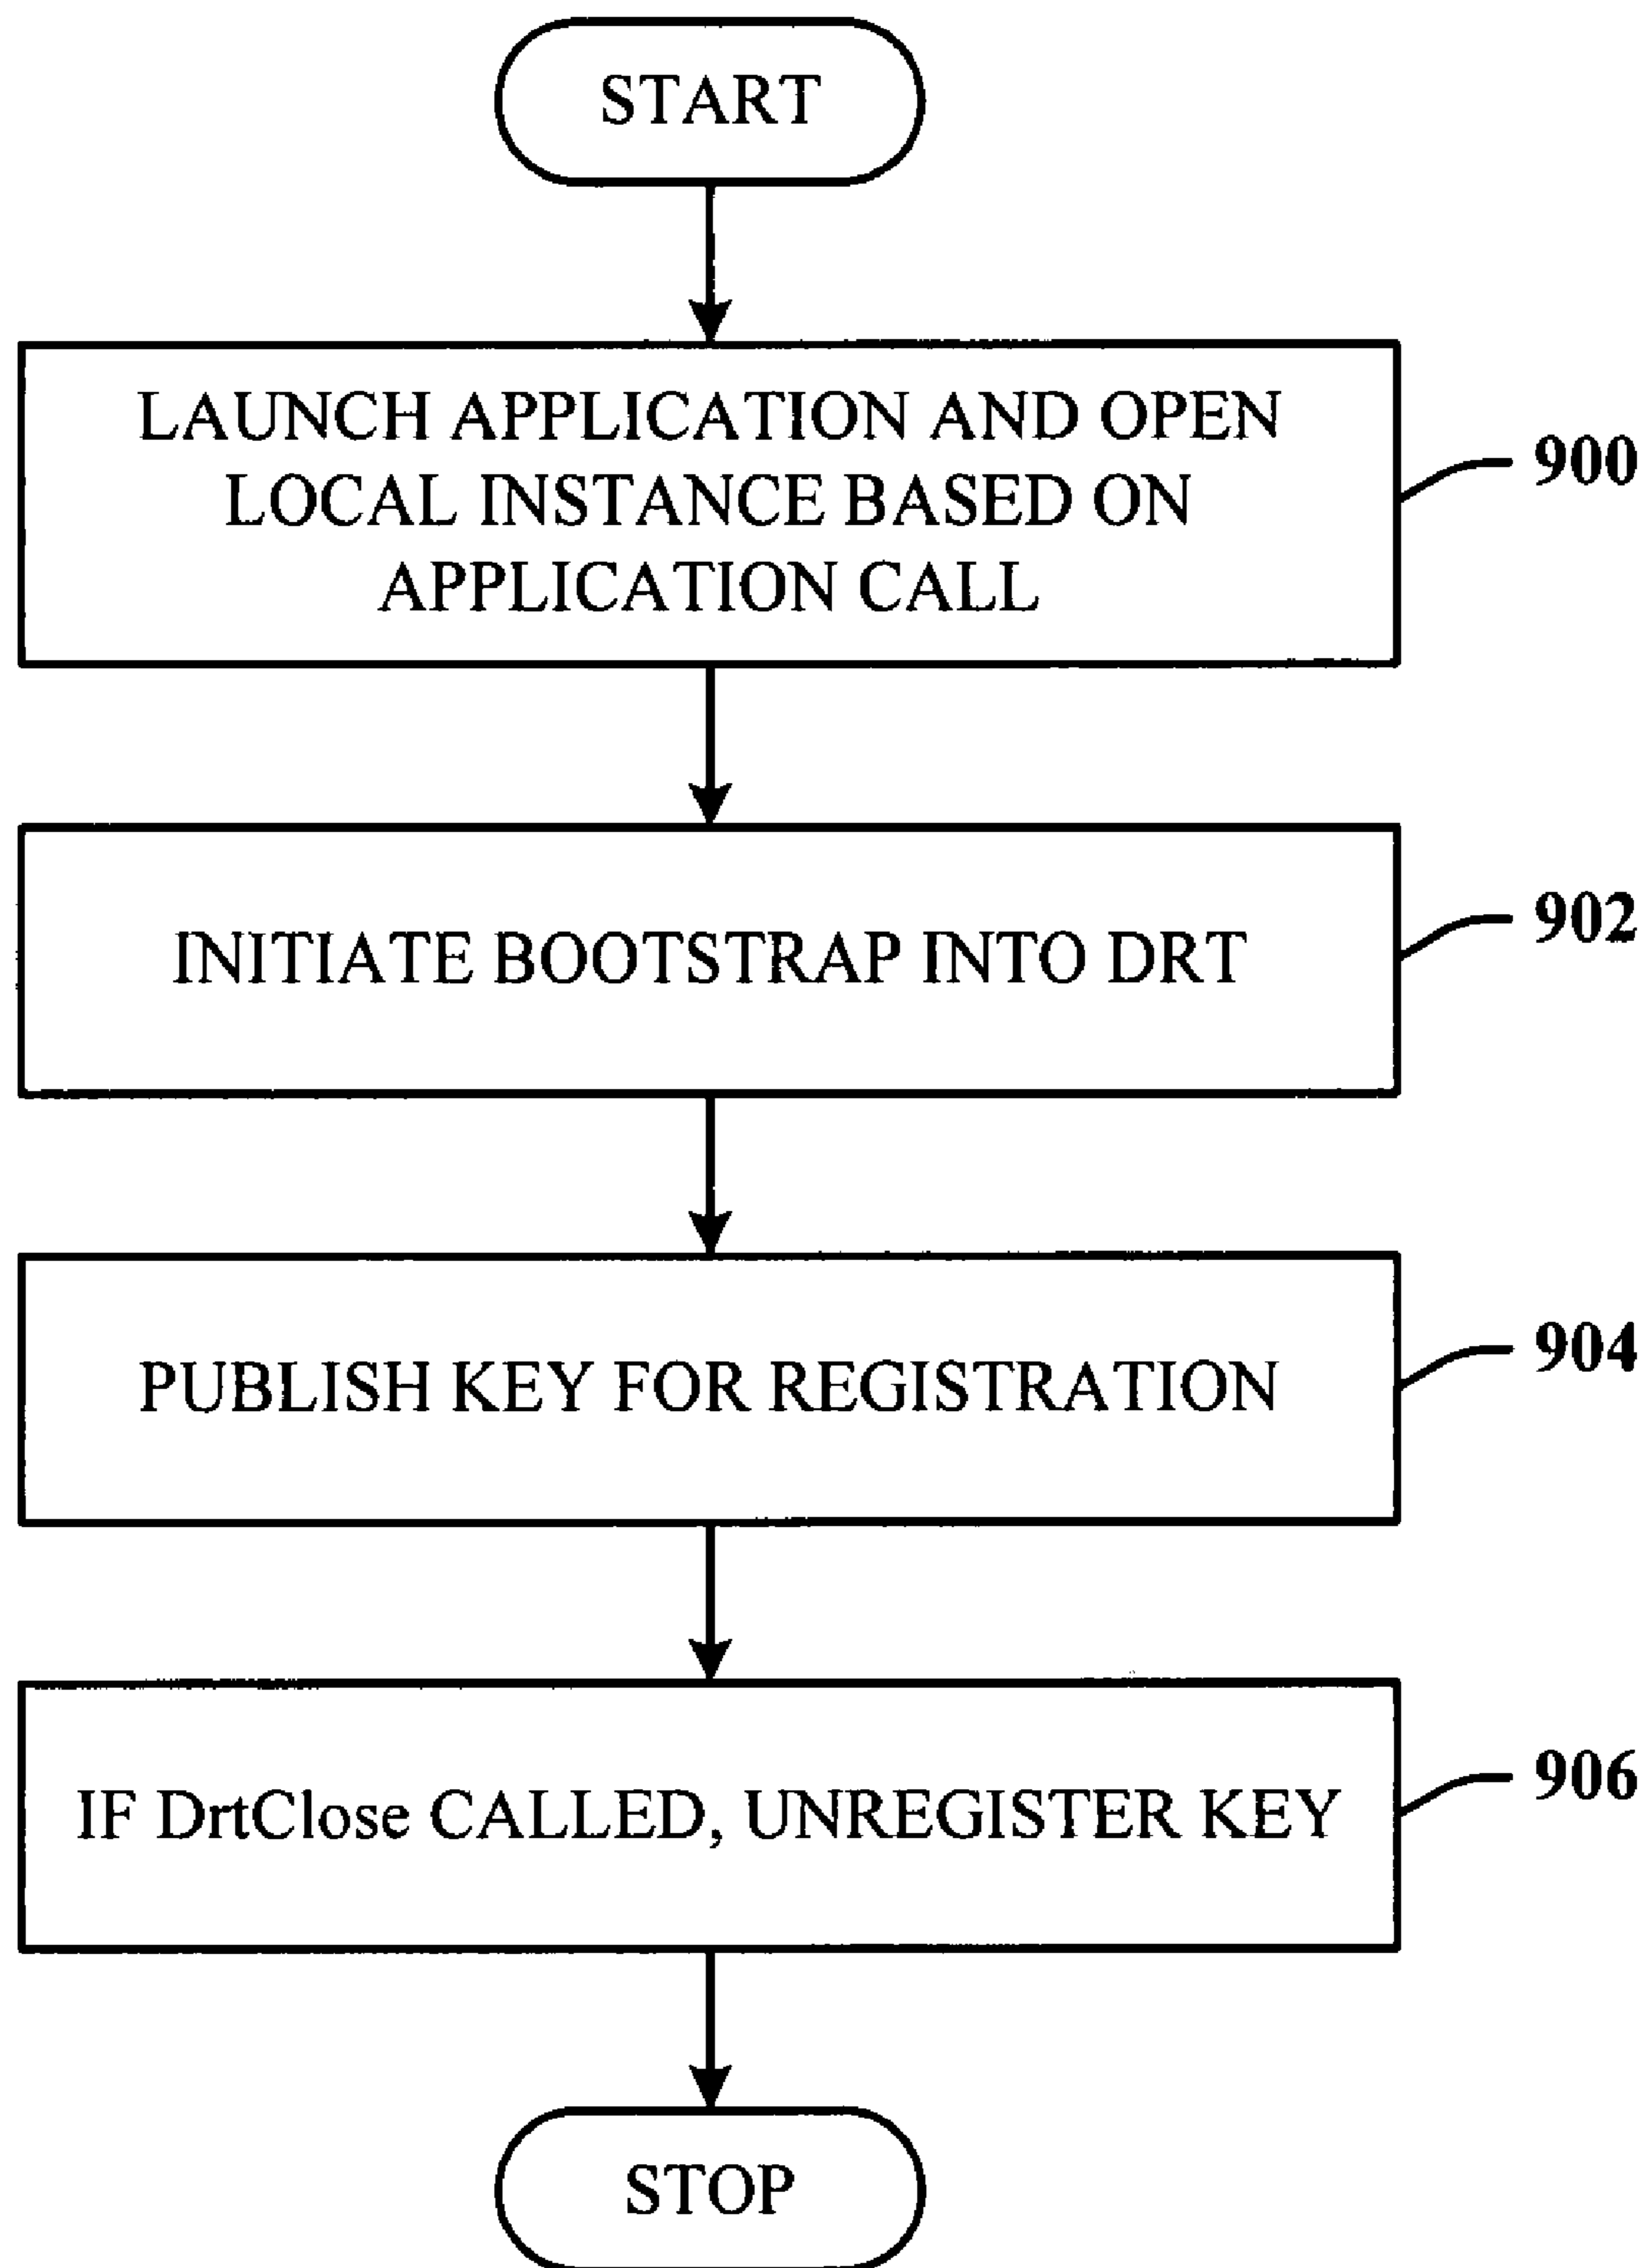 START
LAUNCH APPLICATION AND OPEN
LOCAL INSTANCE BASED ON
APPLICATION CALL
900
INITIATE BOOTSTRAP INTO DRT
902
PUBLISH KEY FOR REGISTRATION
904
IF DrtClose CALLED, UNREGISTER KEY
906
STOP